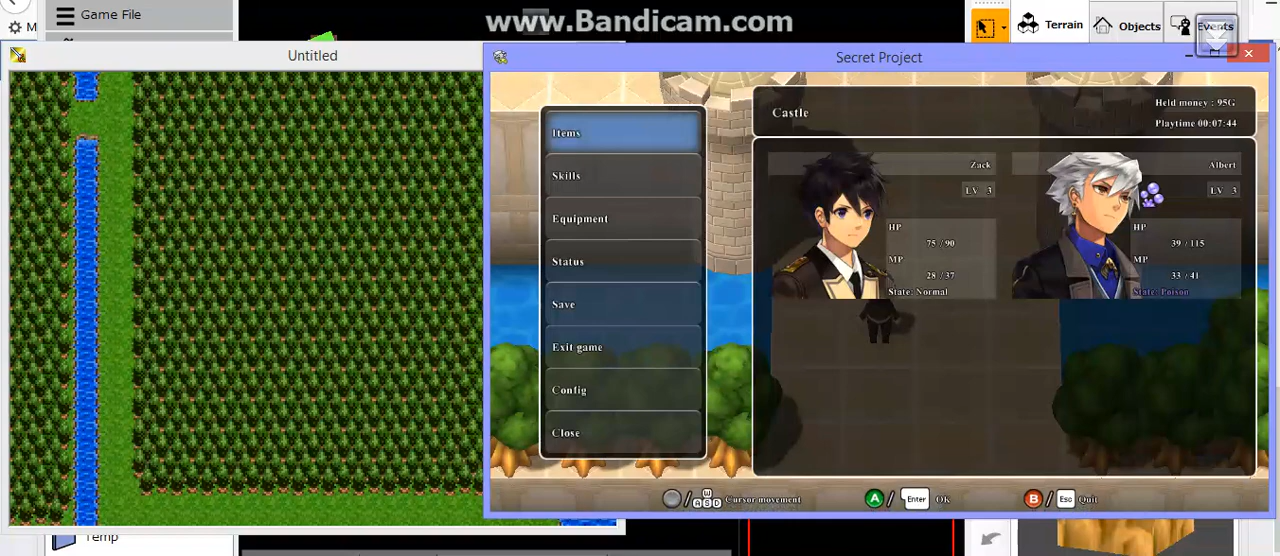 Game File
www.Bandicam.com
Terrain
Objects
Events
Untitled
Secret Project
Items
Skills
Equipment
Status
Save
Exit game
Config
Close
Castle
Held money : 95G
Playtime 00:07:44
Zack
LV 3
HP
75 / 90
MP
28 / 37
State: Normal
Albert
LV 3
HP
39 / 115
MP
33 / 41
State: Poison
W
A S D
Cursor movement
A / Enter OK
B / Esc Quit
Temp